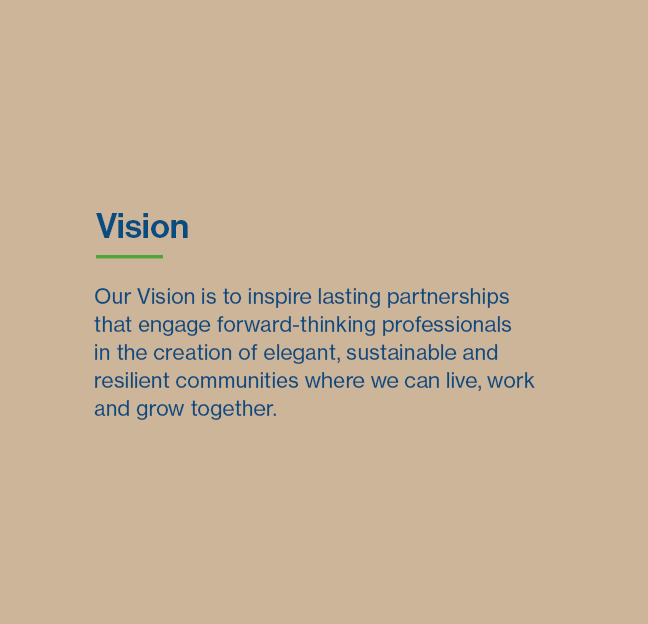 Vision
Our Vision is to inspire lasting partnerships
that engage forward-thinking professionals
in the creation of elegant, sustainable and
resilient communities where we can live, work
and grow together.